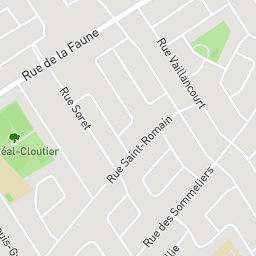 Rue de la Faune
Rue Vaillancourt
Rue Soret
Rue Saint-Romain
éal-Cloutier
Rue des Sommeliers